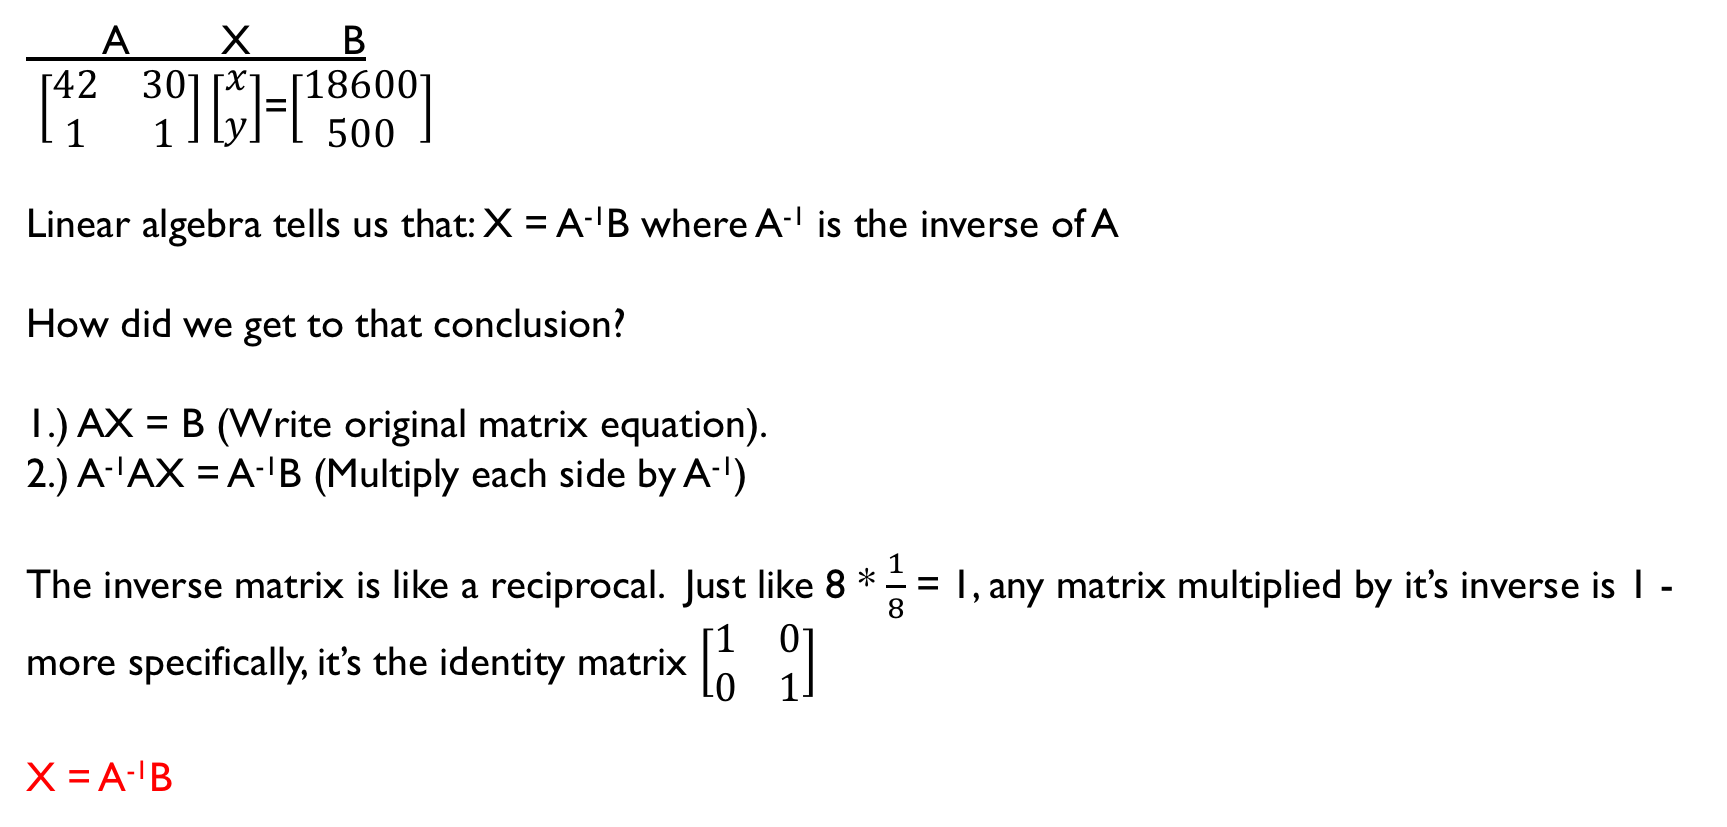 A X B
[42 30] [x] = [18600]
[1 1] [y] [500]
Linear algebra tells us that: X = A⁻¹B where A⁻¹ is the inverse of A
How did we get to that conclusion?
1.) AX = B (Write original matrix equation).
2.) A⁻¹AX = A⁻¹B (Multiply each side by A⁻¹)
The inverse matrix is like a reciprocal. Just like 8 * 1/8 = 1, any matrix multiplied by it’s inverse is 1 -
more specifically, it’s the identity matrix [1 0]
[0 1]
X = A⁻¹B